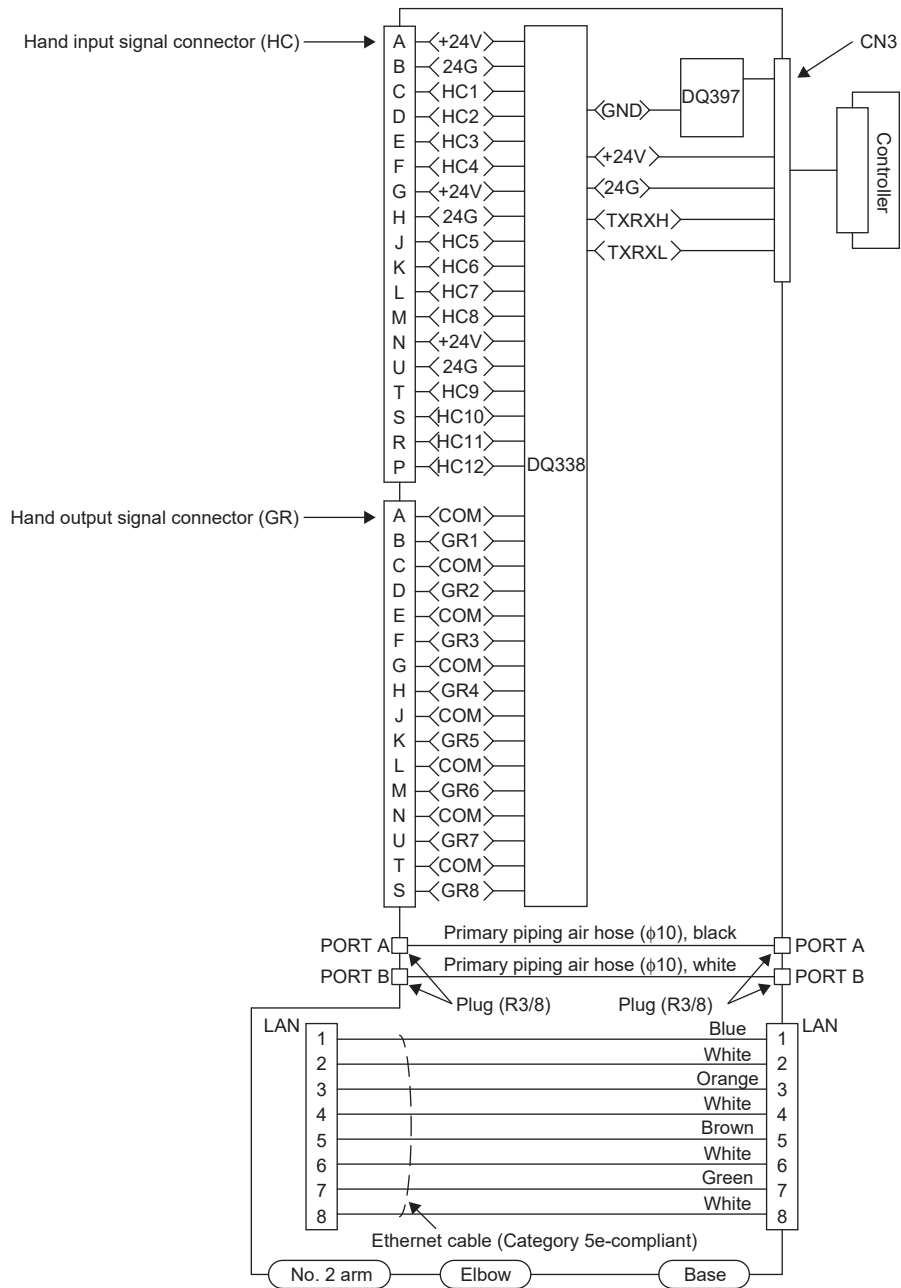 Hand input signal connector (HC)
A +24V
B 24G
C HC1
D HC2
E HC3
F HC4
G +24V
H 24G
J HC5
K HC6
L HC7
M HC8
N +24V
U 24G
T HC9
S HC10
R HC11
P HC12
DQ338
DQ397
GND
+24V
24G
TXRXH
TXRXL
CN3
Controller
Hand output signal connector (GR)
A COM
B GR1
C COM
D GR2
E COM
F GR3
G COM
H GR4
J COM
K GR5
L COM
M GR6
N COM
U GR7
T COM
S GR8
PORT A Primary piping air hose (ϕ10), black PORT A
PORT B Primary piping air hose (ϕ10), white PORT B
Plug (R3/8) Plug (R3/8)
LAN LAN
1 Blue 1
2 White 2
3 Orange 3
4 White 4
5 Brown 5
6 White 6
7 Green 7
8 White 8
Ethernet cable (Category 5e-compliant)
No. 2 arm Elbow Base